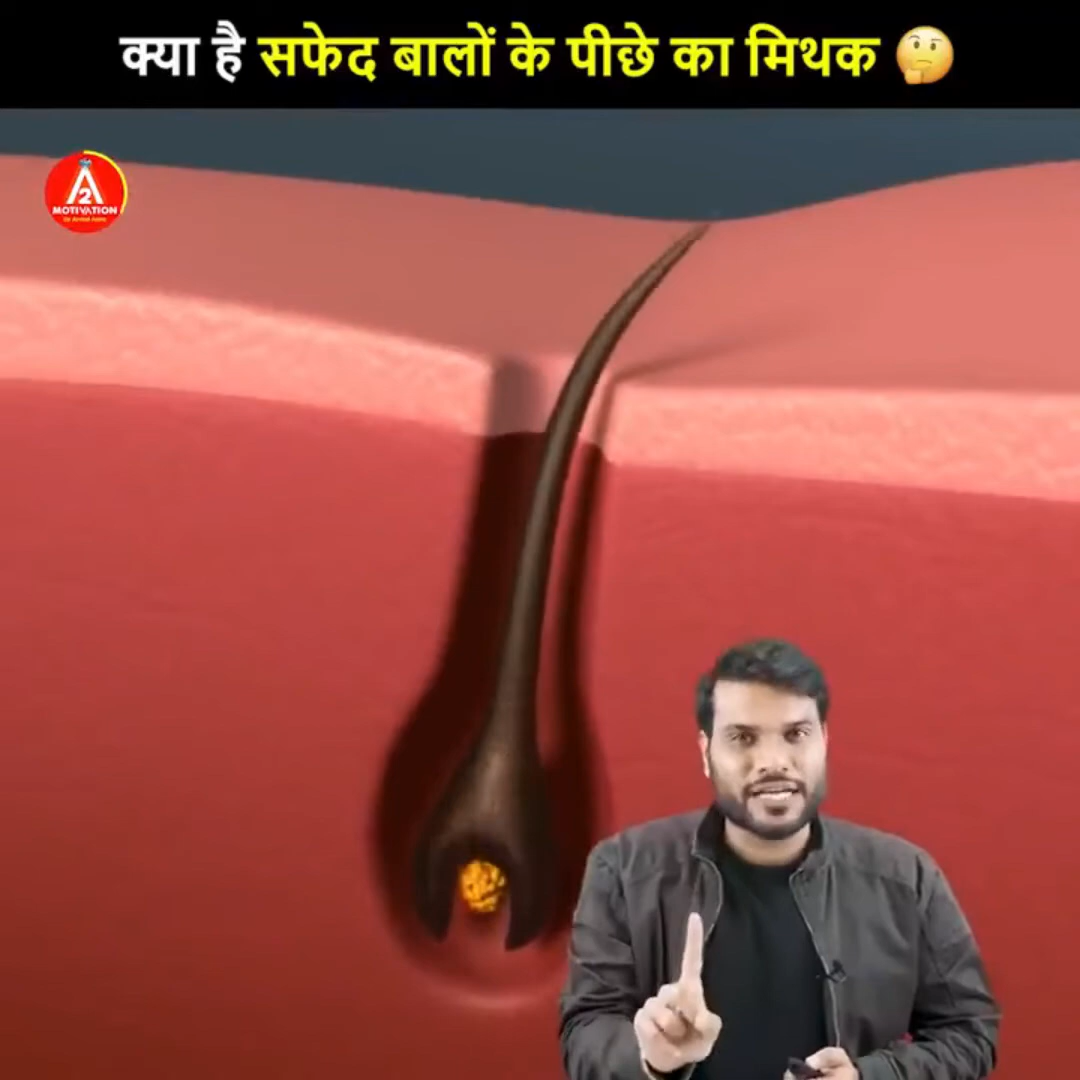 क्या है सफेद बालों के पीछे का मिथक 🤔
A2
MOTIVATION